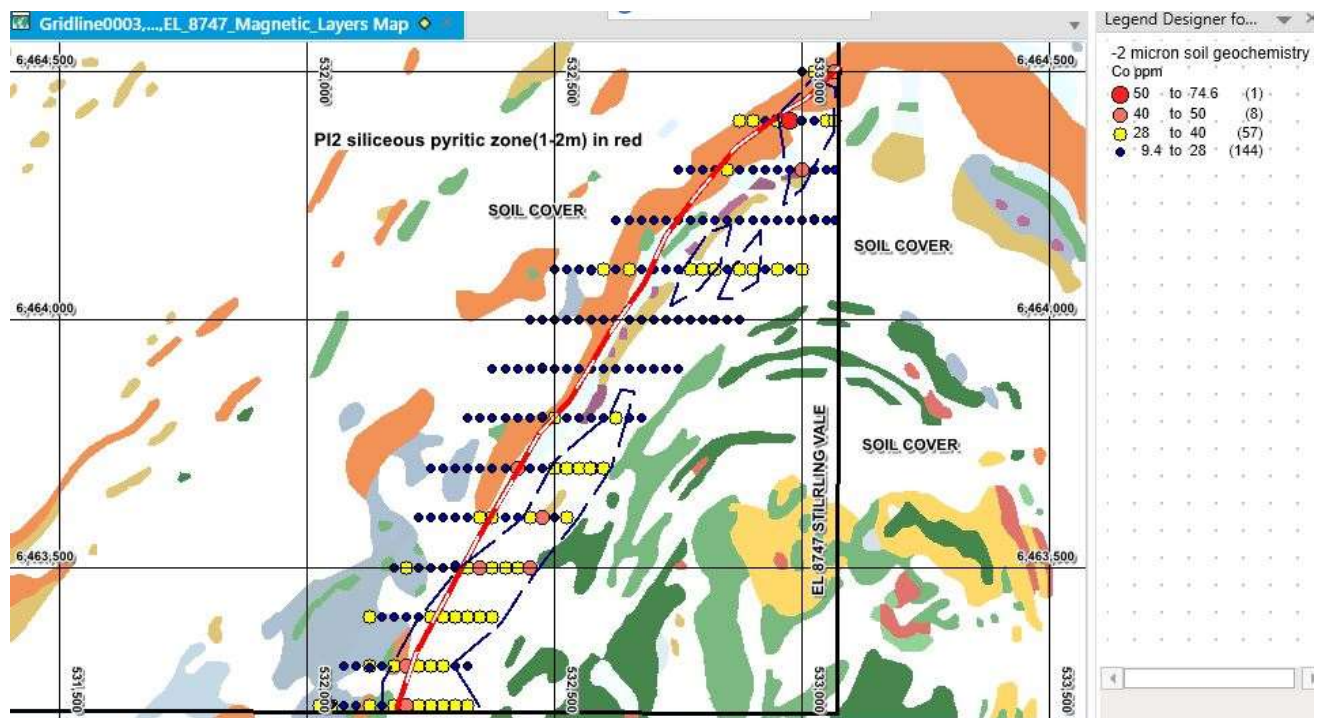 Gridline0003,...,EL_8747_Magnetic_Layers Map
Legend Designer fo...
-2 micron soil geochemistry
Co ppm
50 to 74.6 (1)
40 to 50 (8)
28 to 40 (57)
9.4 to 28 (144)
6,464,500
532,000
532,500
533,000
6,464,500
PI2 siliceous pyritic zone(1-2m) in red
SOIL COVER
SOIL COVER
6,464,000
6,464,000
SOIL COVER
EL 8747 STILRLING VALE
6,463,500
6,463,500
531,500
532,000
532,500
533,000
533,500